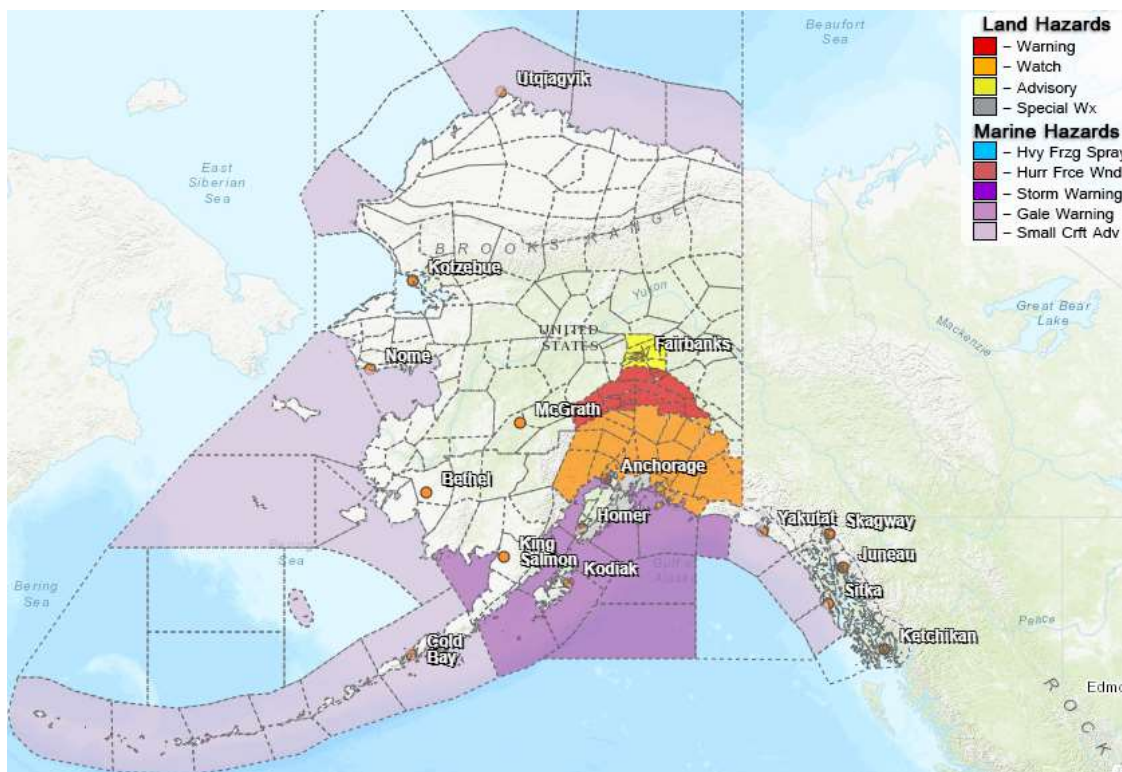 Beaufort
Sea
Land Hazards
– Warning
– Watch
– Advisory
– Special Wx
Marine Hazards
– Hvy Frzg Spray
– Hurr Frce Wnd
– Storm Warning
– Gale Warning
– Small Crft Adv
Utqiagvik
East
Siberian
Sea
BROOKS RANGE
Kotzebue
Yukon
Great Bear
Lake
Mackenzie
UNITED
STATES
Fairbanks
Nome
McGrath
Anchorage
Bethel
Homer
Yakutat
Skagway
King
Salmon
Juneau
Kodiak
Sea
Bering
Sea
Sitka
Peace
Ketchikan
Cold
Bay
Edmo
ROCK